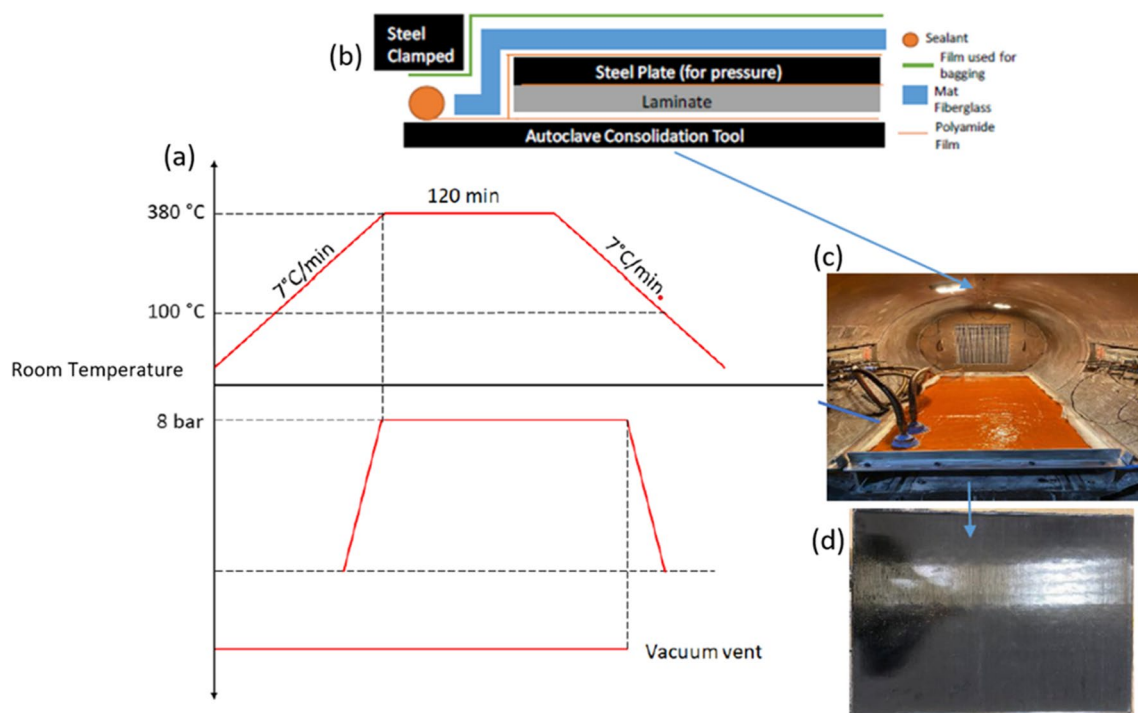 (b)
Steel
Clamped
Steel Plate (for pressure)
Laminate
Autoclave Consolidation Tool
Sealant
Film used for
bagging
Mat
Fiberglass
Polyamide
Film
(a)
120 min
380 °C
7°C/min
7°C/min.
100 °C
Room Temperature
8 bar
Vacuum vent
(c)
(d)